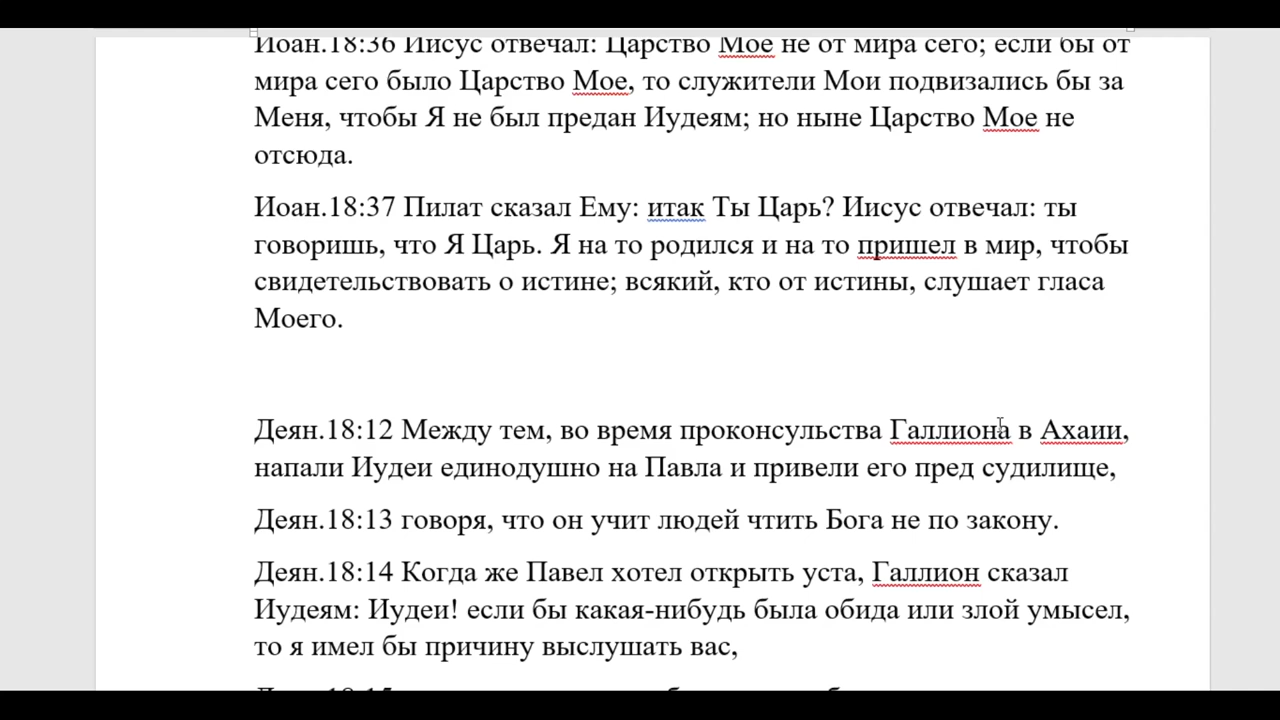 Иоан.18:36 Иисус отвечал: Царство Мое не от мира сего; если бы от
мира сего было Царство Мое, то служители Мои подвизались бы за
Меня, чтобы Я не был предан Иудеям; но ныне Царство Мое не
отсюда.
Иоан.18:37 Пилат сказал Ему: итак Ты Царь? Иисус отвечал: ты
говоришь, что Я Царь. Я на то родился и на то пришел в мир, чтобы
свидетельствовать о истине; всякий, кто от истины, слушает гласа
Моего.
Деян.18:12 Между тем, во время проконсульства Галлиона в Ахаии,
напали Иудеи единодушно на Павла и привели его пред судилище,
Деян.18:13 говоря, что он учит людей чтить Бога не по закону.
Деян.18:14 Когда же Павел хотел открыть уста, Галлион сказал
Иудеям: Иудеи! если бы какая-нибудь была обида или злой умысел,
то я имел бы причину выслушать вас,